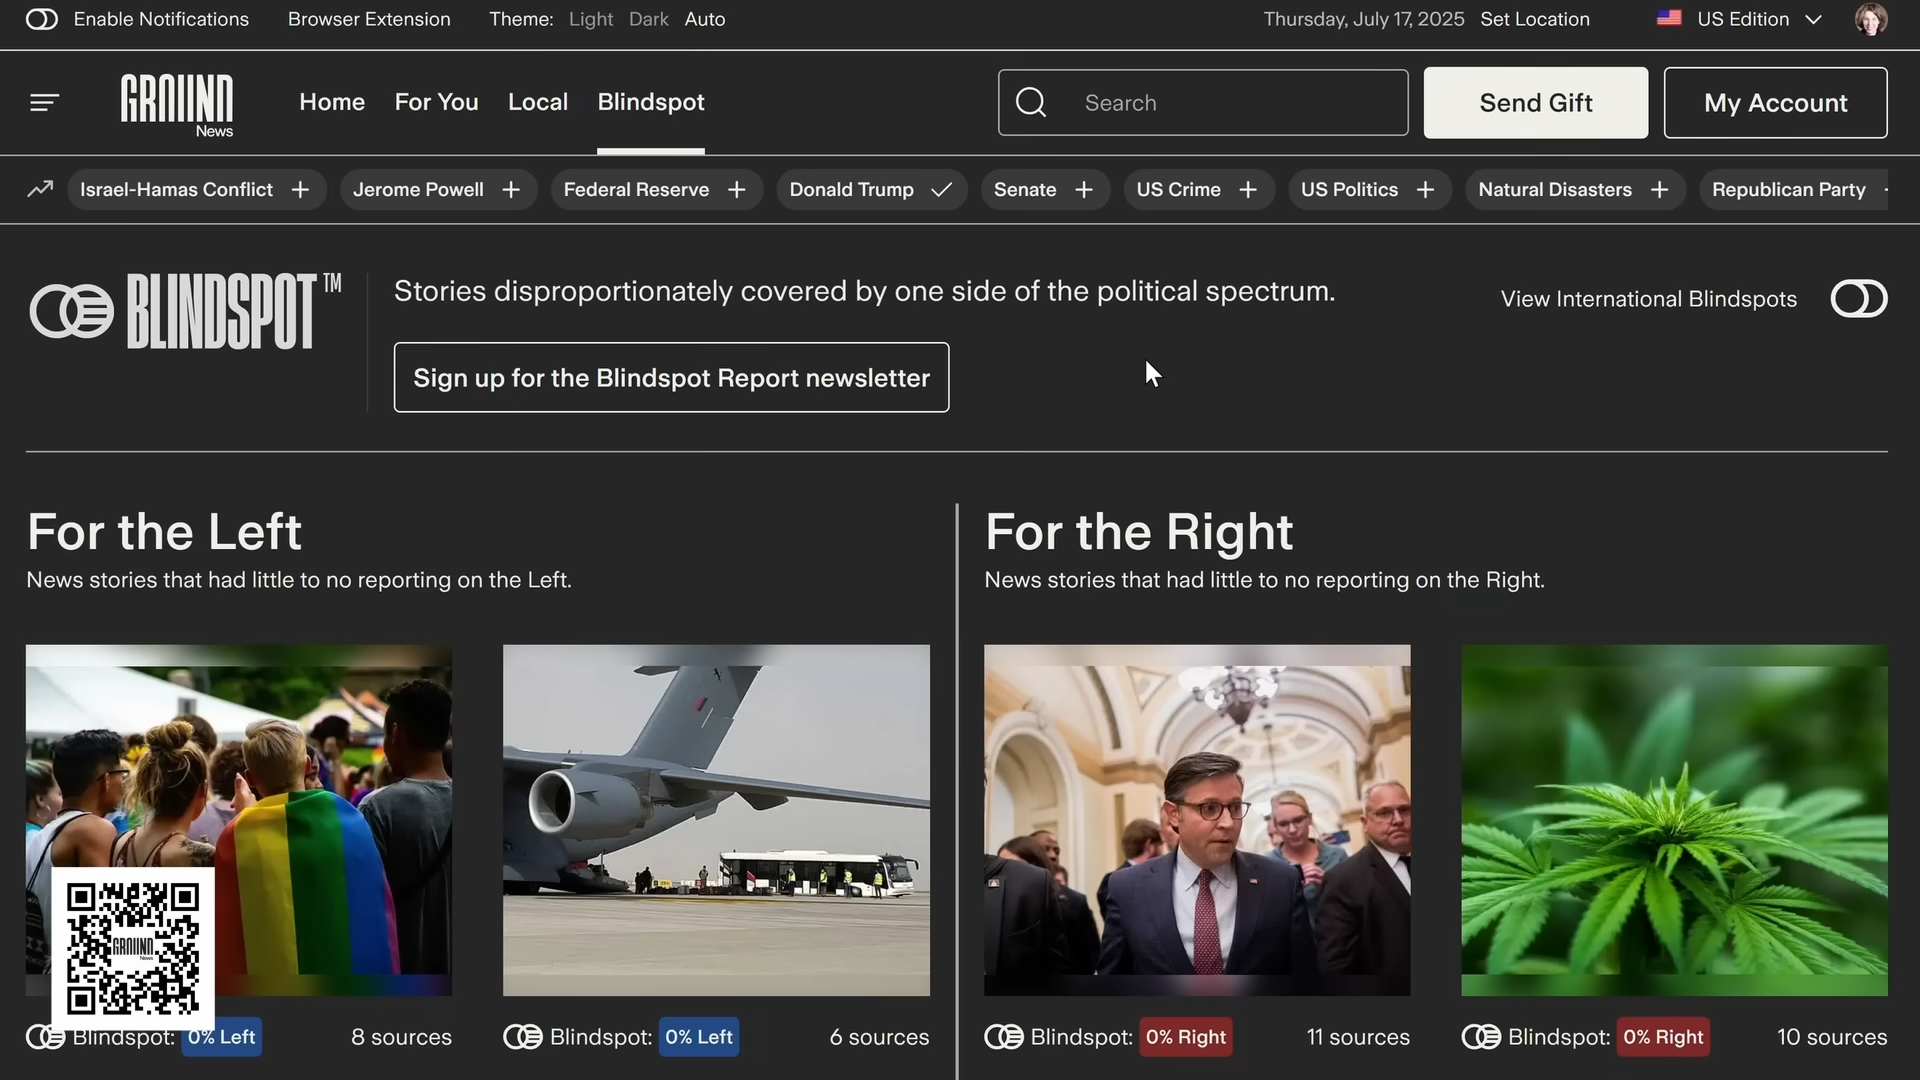 Enable Notifications Browser Extension Theme: Light Dark Auto Thursday, July 17, 2025 Set Location US Edition
GROUND News Home For You Local Blindspot Search Send Gift My Account
Israel-Hamas Conflict + Jerome Powell + Federal Reserve + Donald Trump ✓ Senate + US Crime + US Politics + Natural Disasters + Republican Party
BLINDSPOT™
Stories disproportionately covered by one side of the political spectrum.
View International Blindspots
Sign up for the Blindspot Report newsletter
For the Left
News stories that had little to no reporting on the Left.
For the Right
News stories that had little to no reporting on the Right.
GROUND
News
Blindspot: 0% Left 8 sources
Blindspot: 0% Left 6 sources
Blindspot: 0% Right 11 sources
Blindspot: 0% Right 10 sources